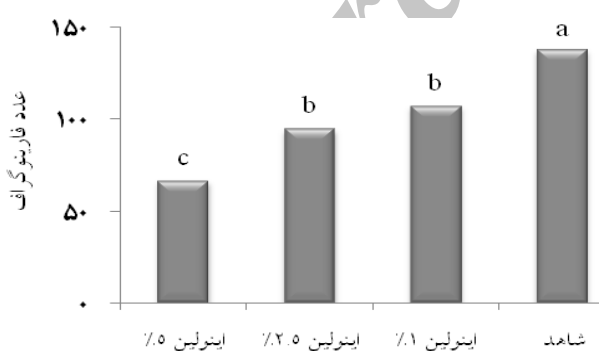 عدد فارینوگراف
۱۵۰
۱۰۰
۵۰
۰
a
b
b
c
شاهد
اینولین ۱٪
اینولین ۲.۵٪
اینولین ۵٪